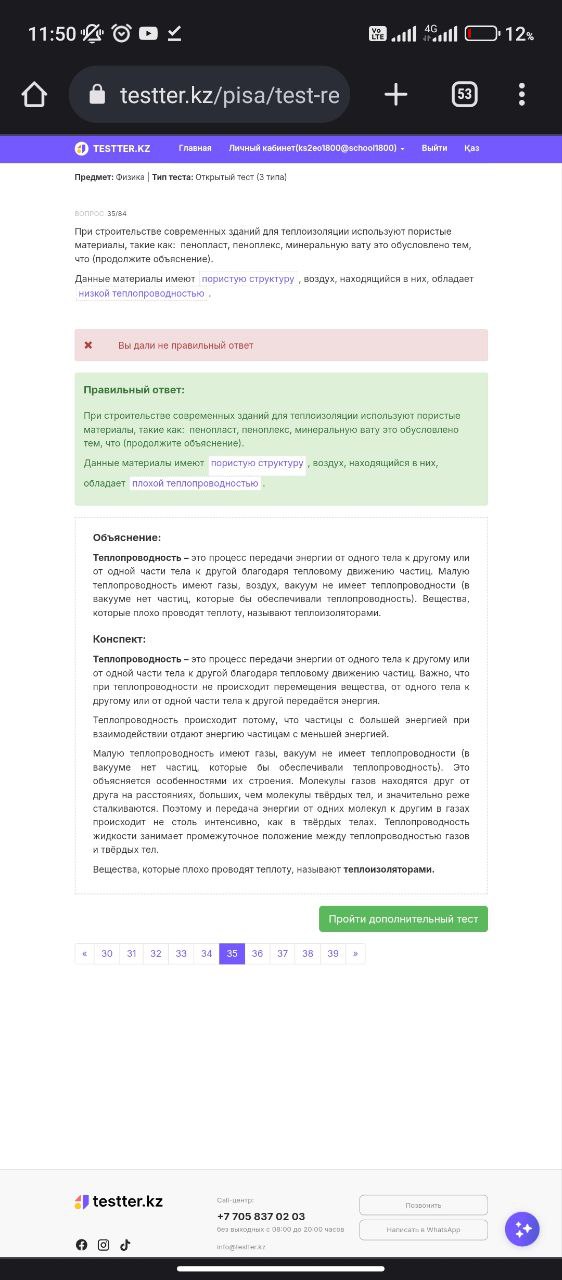 11:50
Vo LTE 4G 12%
testter.kz/pisa/test-re
53
TESTTER.KZ Главная Личный кабинет(ks2eo1800@school1800) Выйти Қаз
Предмет: Физика | Тип теста: Открытый тест (3 типа)
ВОПРОС 35/84
При строительстве современных зданий для теплоизоляции используют пористые
материалы, такие как: пенопласт, пеноплекс, минеральную вату это обусловлено тем,
что (продолжите объяснение).
Данные материалы имеют пористую структуру , воздух, находящийся в них, обладает
низкой теплопроводностью .
Вы дали не правильный ответ
Правильный ответ:
При строительстве современных зданий для теплоизоляции используют пористые
материалы, такие как: пенопласт, пеноплекс, минеральную вату это обусловлено
тем, что (продолжите объяснение).
Данные материалы имеют пористую структуру , воздух, находящийся в них,
обладает плохой теплопроводностью .
Объяснение:
Теплопроводность – это процесс передачи энергии от одного тела к другому или
от одной части тела к другой благодаря тепловому движению частиц. Малую
теплопроводность имеют газы, воздух, вакуум не имеет теплопроводности (в
вакууме нет частиц, которые бы обеспечивали теплопроводность). Вещества,
которые плохо проводят теплоту, называют теплоизоляторами.
Конспект:
Теплопроводность – это процесс передачи энергии от одного тела к другому или
от одной части тела к другой благодаря тепловому движению частиц. Важно, что
при теплопроводности не происходит перемещения вещества, от одного тела к
другому или от одной части тела к другой передаётся энергия.
Теплопроводность происходит потому, что частицы с большей энергией при
взаимодействии отдают энергию частицам с меньшей энергией.
Малую теплопроводность имеют газы, вакуум не имеет теплопроводности (в
вакууме нет частиц, которые бы обеспечивали теплопроводность). Это
объясняется особенностями их строения. Молекулы газов находятся друг от
друга на расстояниях, больших, чем молекулы твёрдых тел, и значительно реже
сталкиваются. Поэтому и передача энергии от одних молекул к другим в газах
происходит не столь интенсивно, как в твёрдых телах. Теплопроводность
жидкости занимает промежуточное положение между теплопроводностью газов
и твёрдых тел.
Вещества, которые плохо проводят теплоту, называют теплоизоляторами.
Пройти дополнительный тест
« 30 31 32 33 34 35 36 37 38 39 »
testter.kz
Call-центр:
+7 705 837 02 03
без выходных с 08:00 до 20:00 часов
info@testter.kz
Позвонить
Написать в WhatsApp